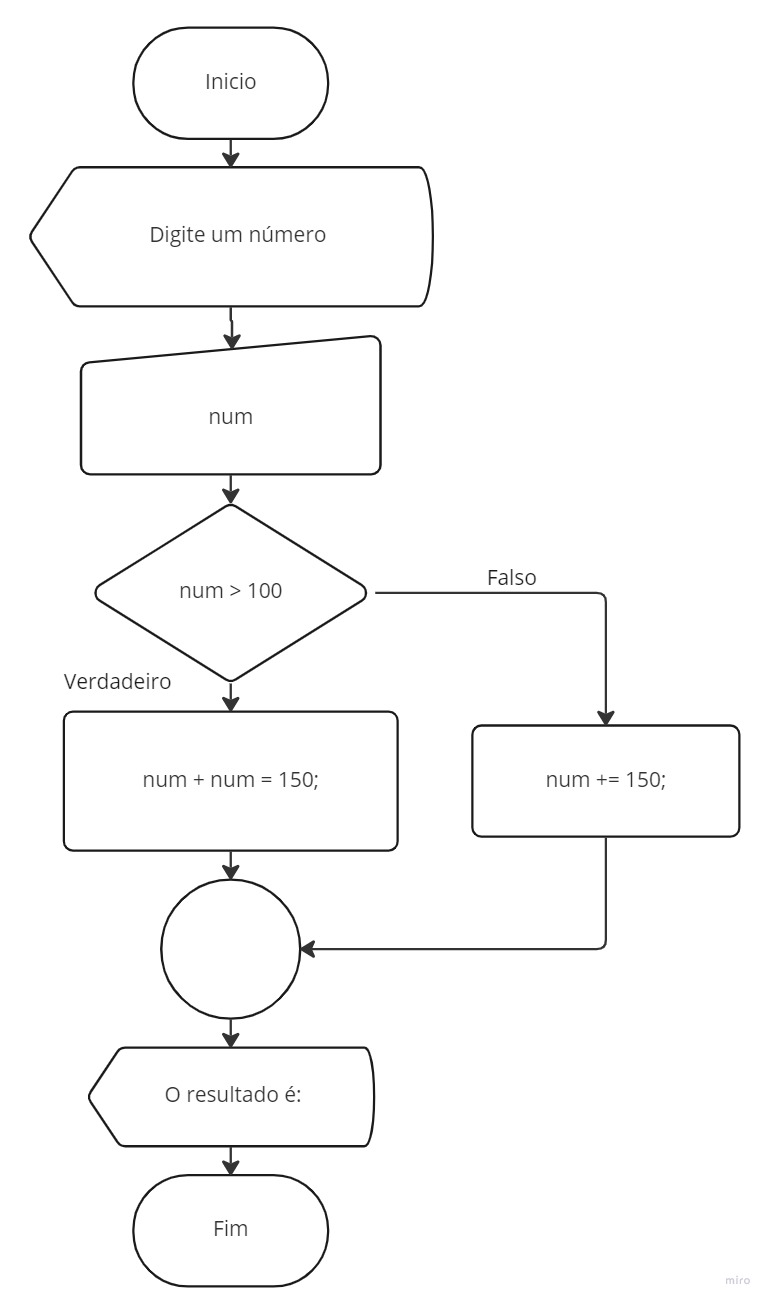 Inicio
Digite um número
num
num > 100
Falso
Verdadeiro
num + num = 150;
num += 150;
O resultado é:
Fim
miro